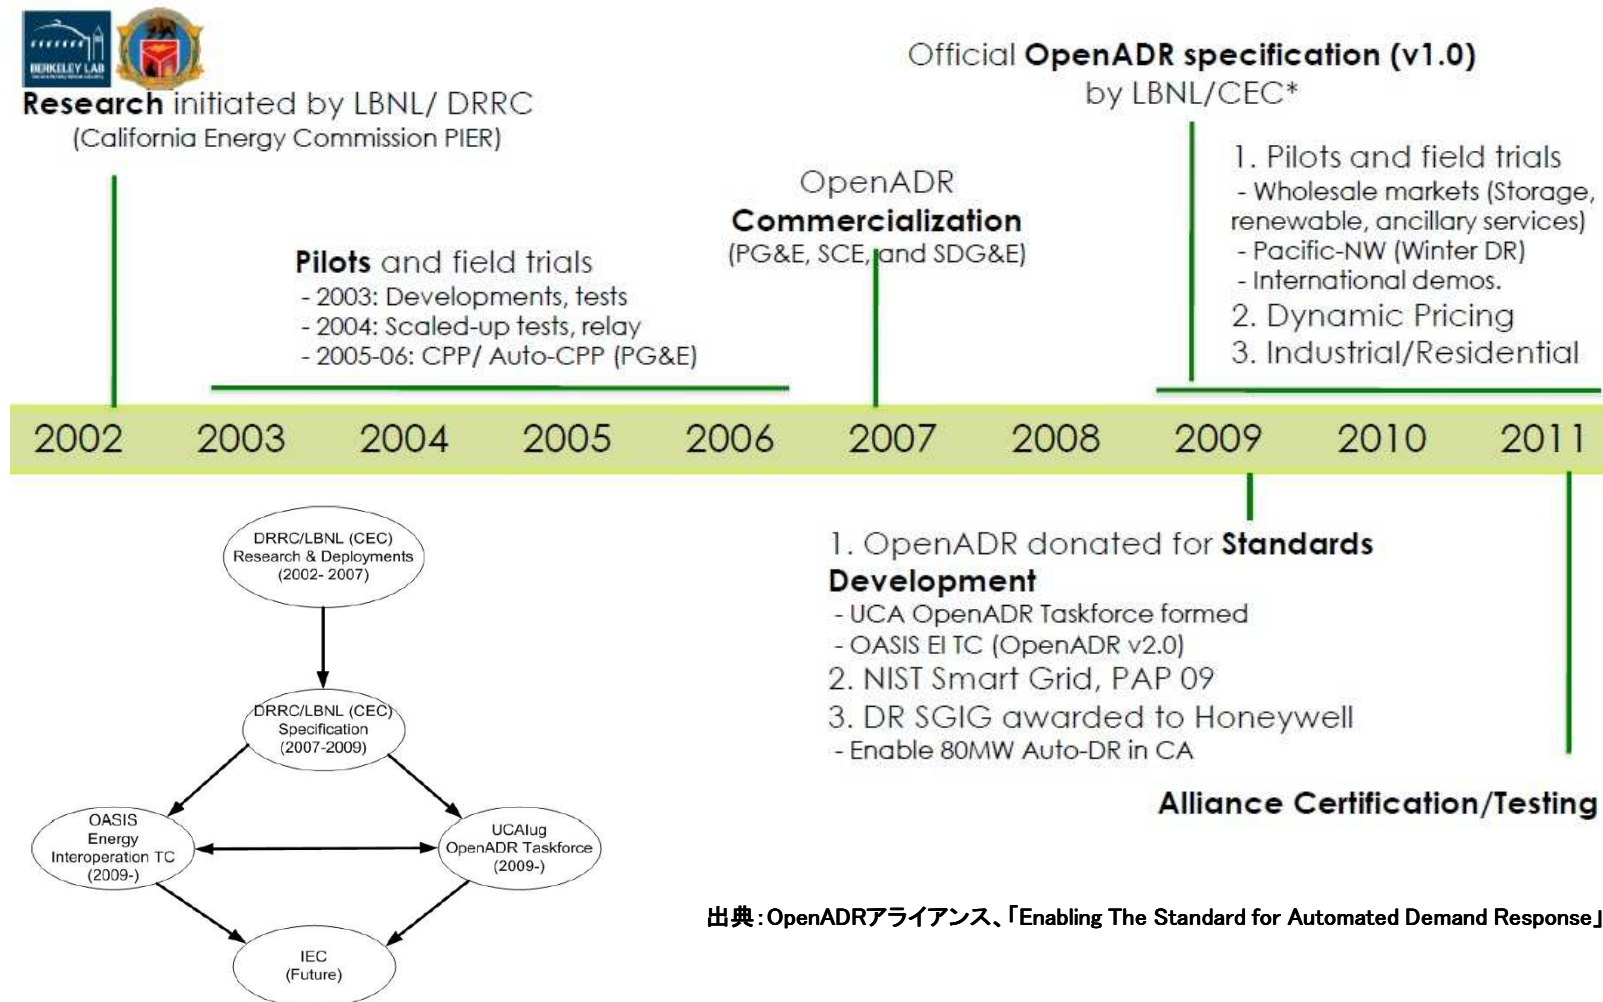 BERKELEY LAB
Research initiated by LBNL/ DRRC
(California Energy Commission PIER)
Pilots and field trials
- 2003: Developments, tests
- 2004: Scaled-up tests, relay
- 2005-06: CPP/ Auto-CPP (PG&E)
OpenADR
Commercialization
(PG&E, SCE, and SDG&E)
Official OpenADR specification (v1.0)
by LBNL/CEC*
1. Pilots and field trials
- Wholesale markets (Storage,
renewable, ancillary services)
- Pacific-NW (Winter DR)
- International demos.
2. Dynamic Pricing
3. Industrial/Residential
2002 2003 2004 2005 2006 2007 2008 2009 2010 2011
DRRC/LBNL (CEC)
Research & Deployments
(2002- 2007)
DRRC/LBNL (CEC)
Specification
(2007-2009)
OASIS
Energy
Interoperation TC
(2009-)
UCAIug
OpenADR Taskforce
(2009-)
IEC
(Future)
1. OpenADR donated for Standards
Development
- UCA OpenADR Taskforce formed
- OASIS EI TC (OpenADR v2.0)
2. NIST Smart Grid, PAP 09
3. DR SGIG awarded to Honeywell
- Enable 80MW Auto-DR in CA
Alliance Certification/Testing
出典:OpenADRアライアンス、「Enabling The Standard for Automated Demand Response」